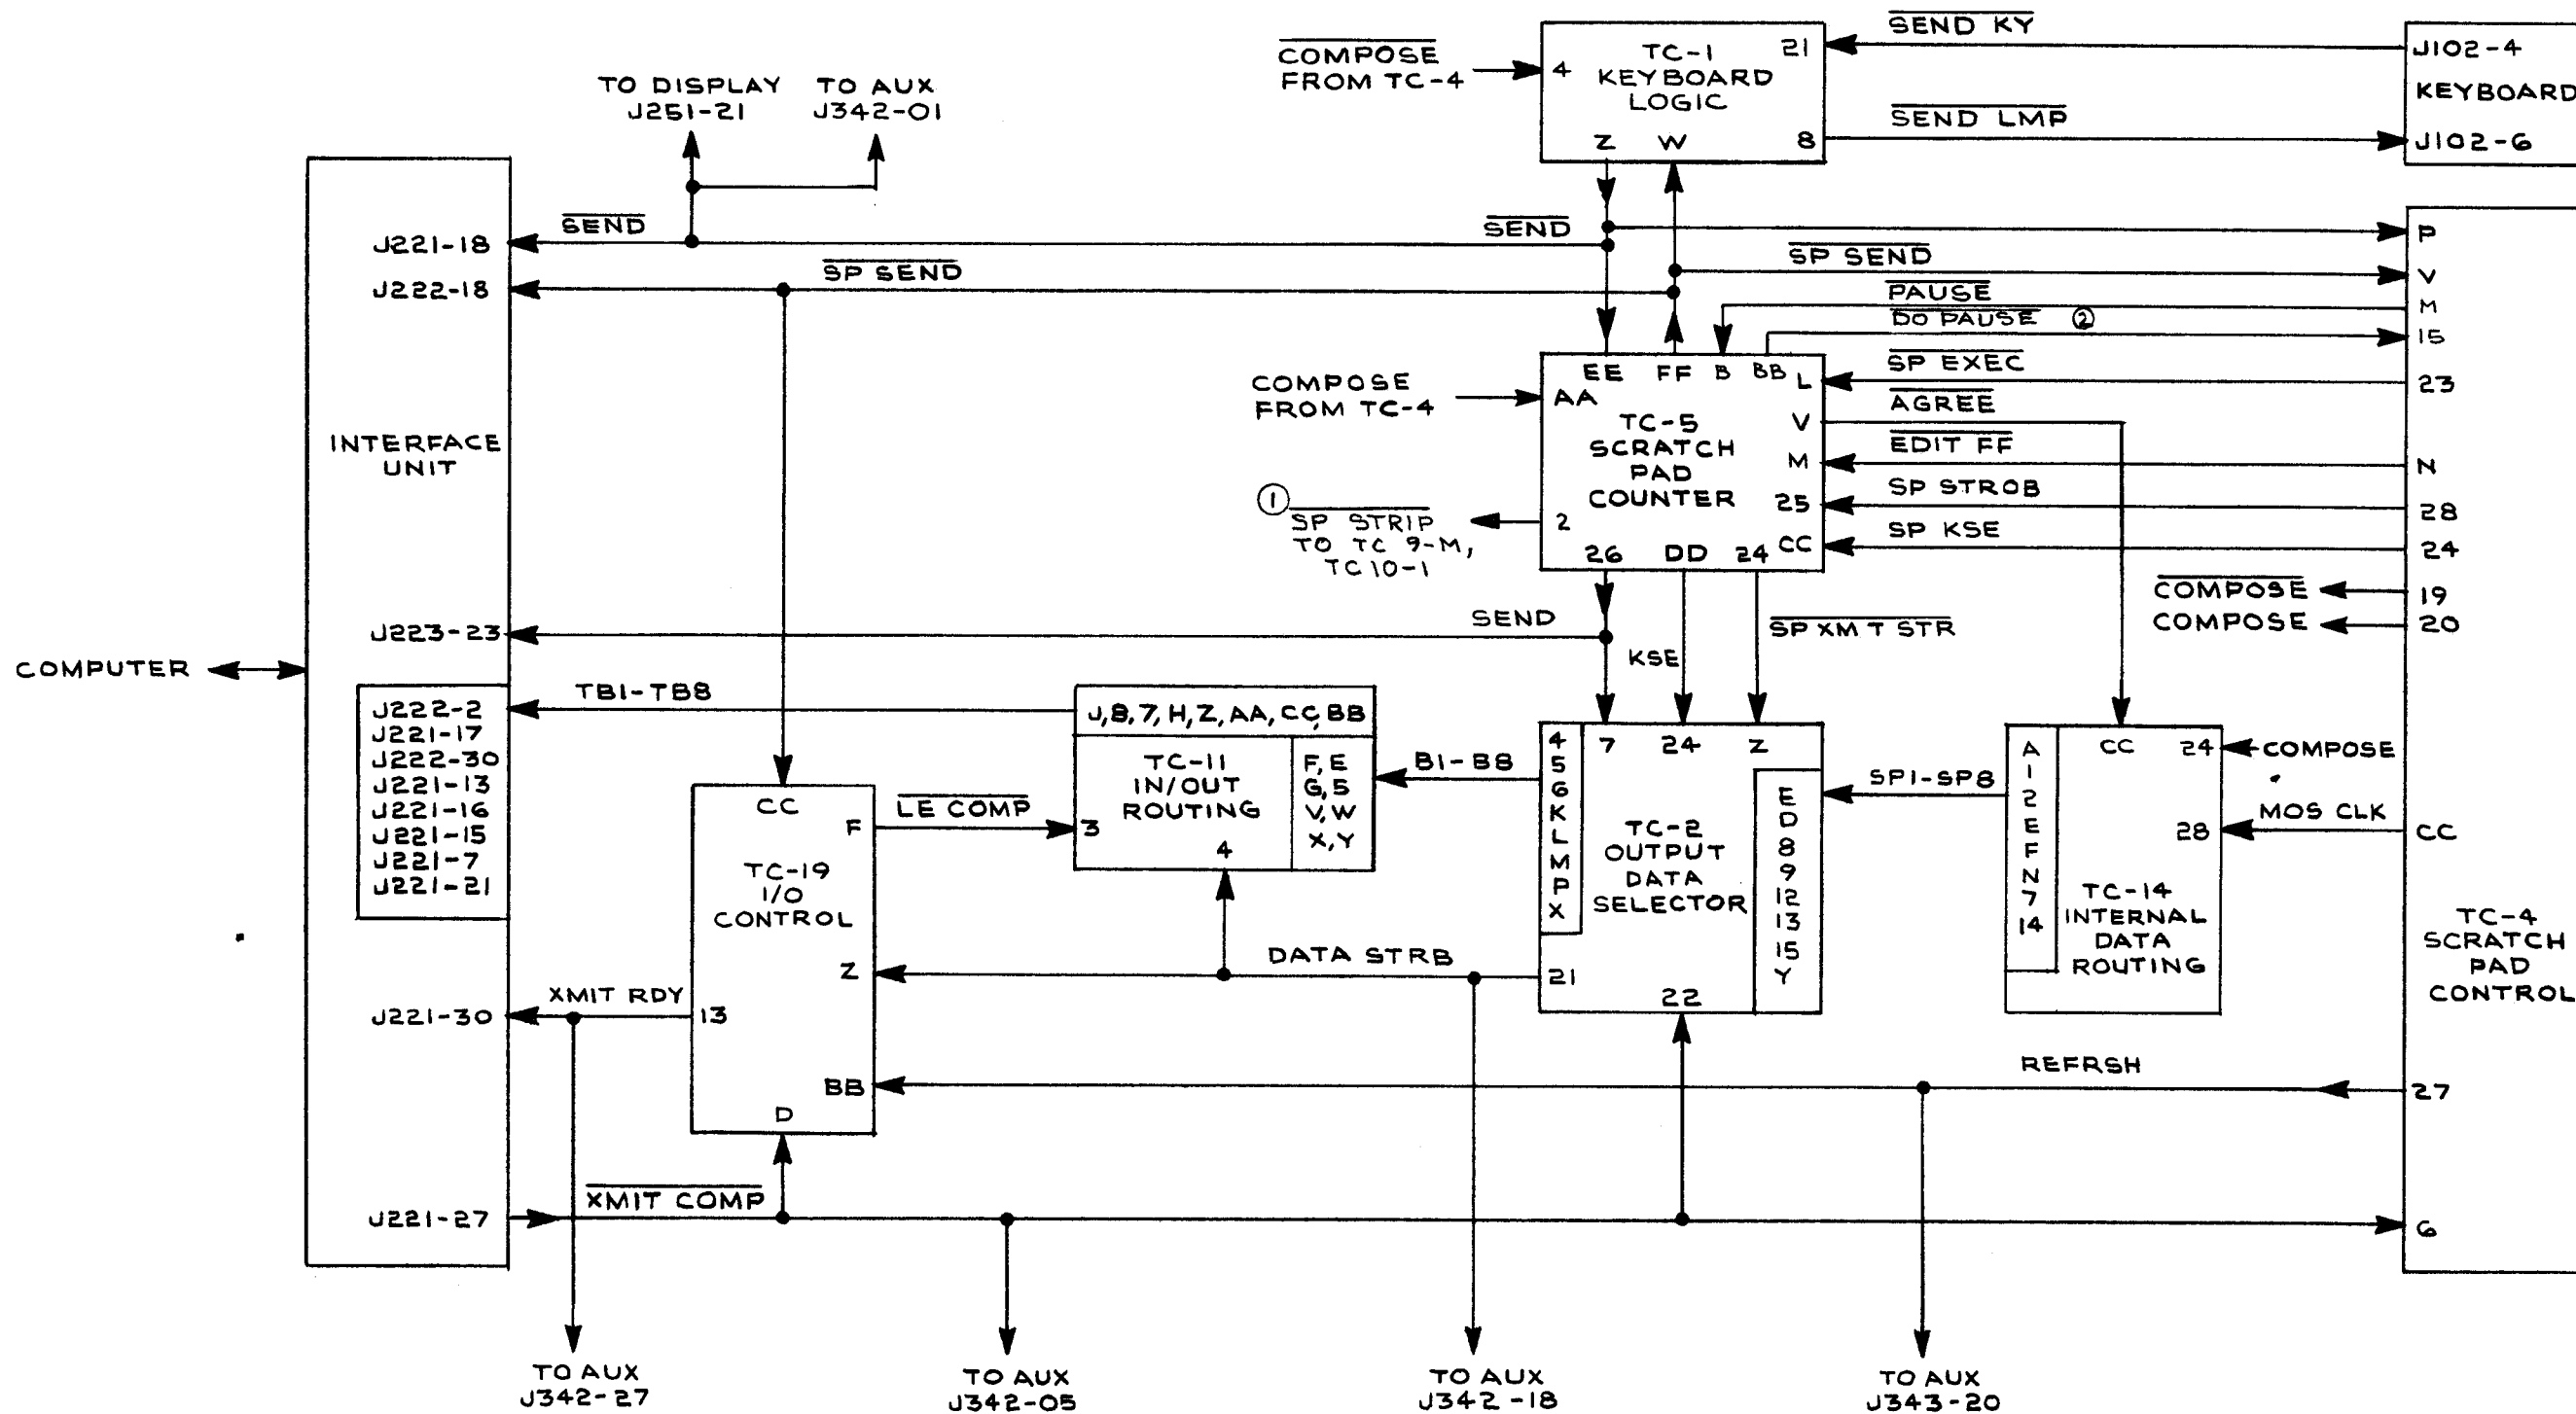 SEND KY
COMPOSE
FROM TC-4
4
TC-1
KEYBOARD
LOGIC
21
Z
W
8
SEND LMP
J102-4
KEYBOARD
J102-6
TO DISPLAY
J251-21
TO AUX
J342-01
J221-18
SEND
SEND
P
J222-18
SP SEND
SP SEND
V
PAUSE
M
DO PAUSE ②
15
INTERFACE
UNIT
COMPOSE
FROM TC-4
EE FF B BB L
AA
TC-5
SCRATCH
PAD
COUNTER
V
M
25
CC
2
26 DD 24
SP EXEC
23
AGREE
EDIT FF
N
SP STROB
28
SP KSE
24
①
SP STRIP
TO TC 9-M,
TC10-1
COMPOSE
19
COMPOSE
20
J223-23
SEND
KSE
SP XMT STR
COMPUTER
TB1-TB8
J222-2
J221-17
J222-30
J221-13
J221-16
J221-15
J221-7
J221-21
J,8,7,H,Z,AA,CC,BB
TC-11
IN/OUT
ROUTING
F,E
G,5
V,W
X,Y
3
4
B1-B8
4
5
6
K
L
M
P
X
7 24 Z
TC-2
OUTPUT
DATA
SELECTOR
E
D
8
9
12
13
15
Y
21
22
SP1-SP8
A
1
2
E
F
N
7
14
CC
24
28
TC-14
INTERNAL
DATA
ROUTING
COMPOSE
MOS CLK
CC
TC-4
SCRATCH
PAD
CONTROL
CC
F
TC-19
I/O
CONTROL
Z
13
BB
D
LE COMP
DATA STRB
J221-30
XMIT RDY
REFRSH
27
J221-27
XMIT COMP
6
TO AUX
J342-27
TO AUX
J342-05
TO AUX
J342-18
TO AUX
J343-20